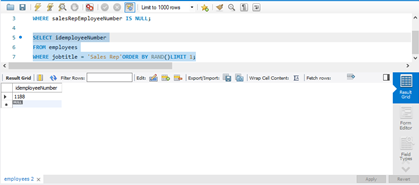 Limit to 1000 rows
3 WHERE salesRepEmployeeNumber IS NULL;
4
5 SELECT idemployeeNumber
6 FROM employees
7 WHERE jobtitle = 'Sales Rep'ORDER BY RAND()LIMIT 1;
Result Grid Filter Rows: Edit: Export/Import: Wrap Cell Content: Fetch rows:
idemployeeNumber
1188
NULL
Result Grid
Form Editor
Field Types
employees 2 Apply Revert